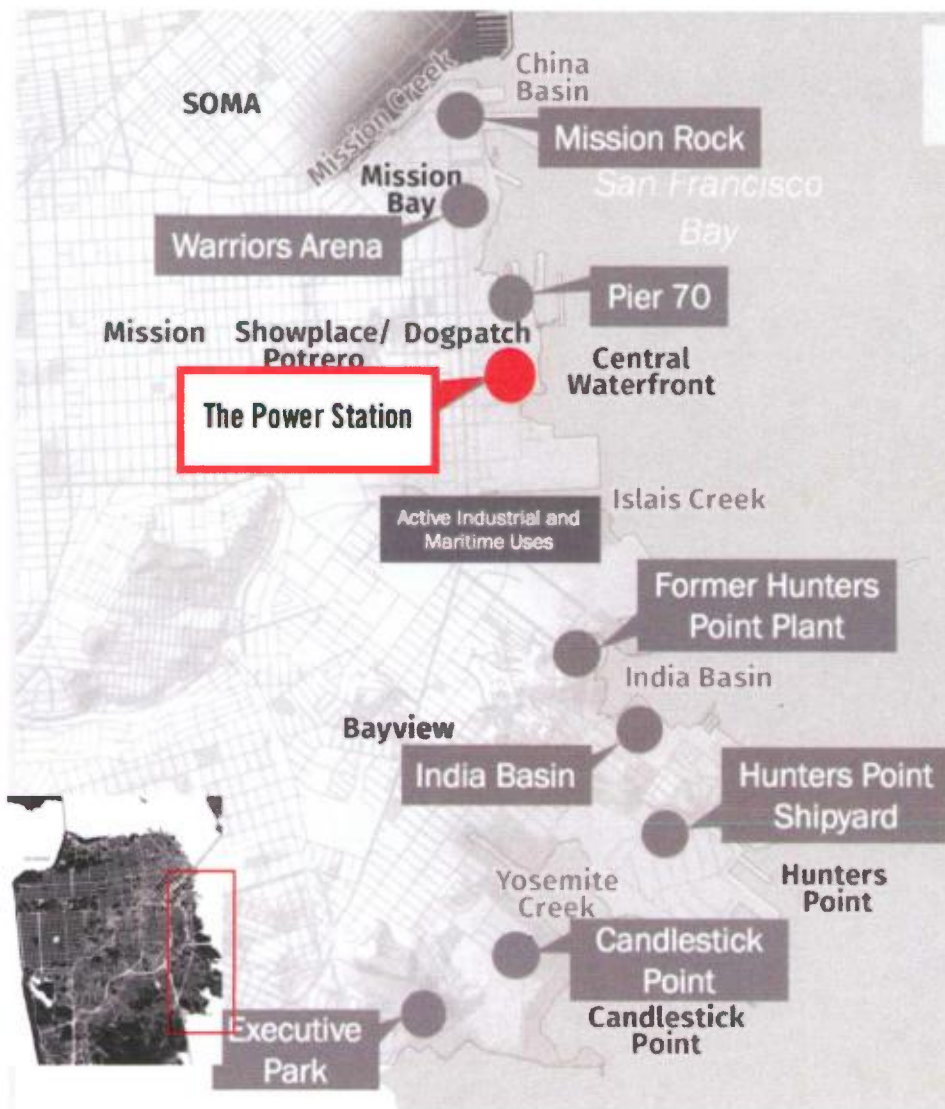 China
Basin
SOMA
Mission Creek
Mission Rock
Mission
Bay
San Francisco
Bay
Warriors Arena
Pier 70
Mission
Showplace/
Potrero
Dogpatch
Central
Waterfront
The Power Station
Islais Creek
Active Industrial and
Maritime Uses
Former Hunters
Point Plant
India Basin
Bayview
India Basin
Hunters Point
Shipyard
Hunters
Point
Yosemite
Creek
Candlestick
Point
Candlestick
Point
Executive
Park